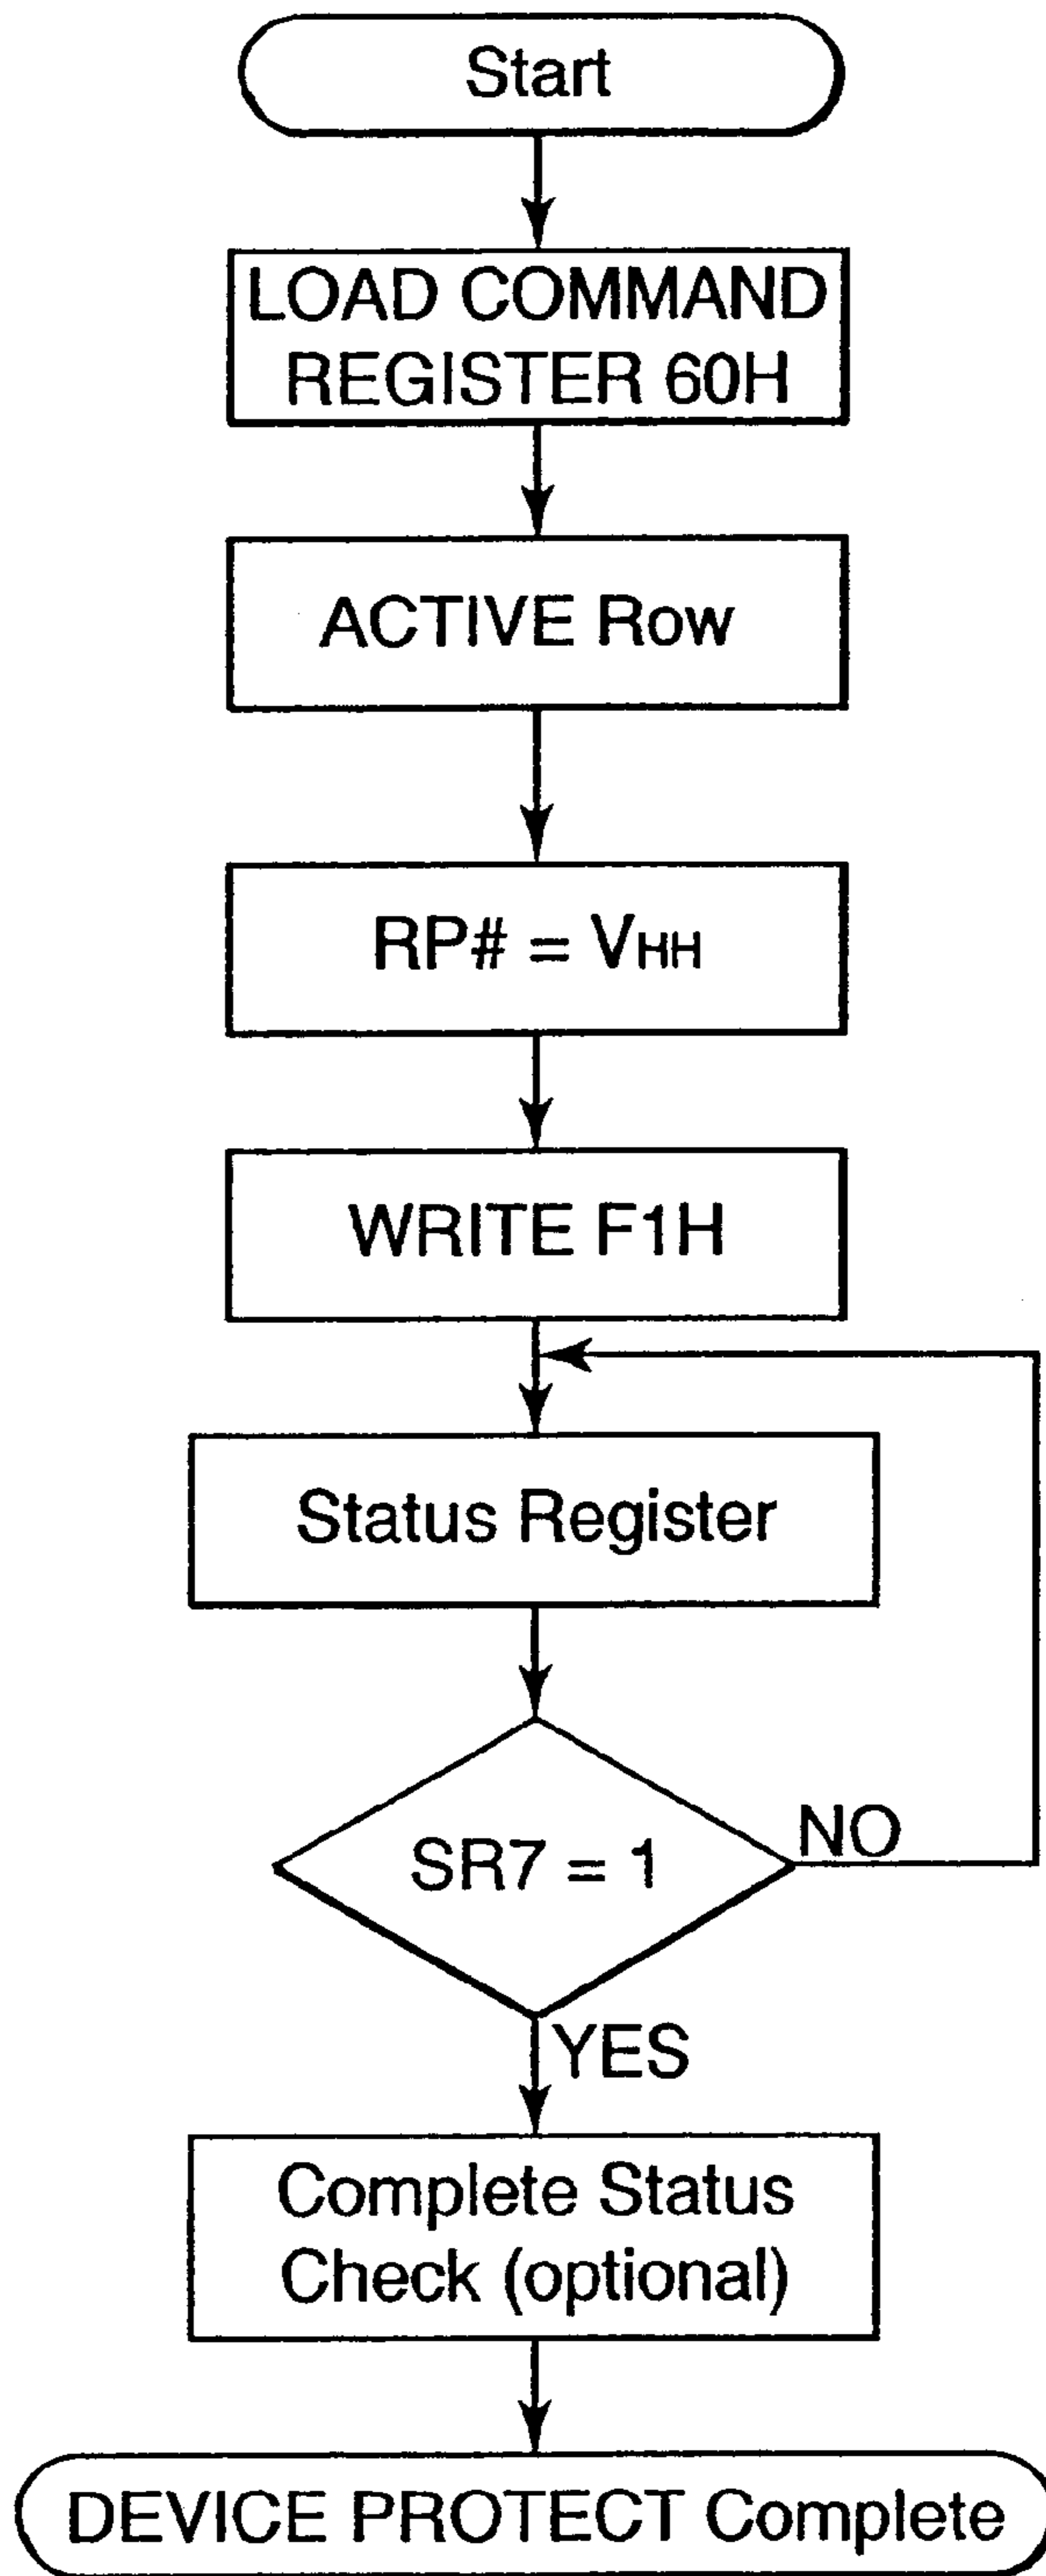 Start
LOAD COMMAND
REGISTER 60H
ACTIVE Row
RP# = VHH
WRITE F1H
Status Register
SR7 = 1
NO
YES
Complete Status
Check (optional)
DEVICE PROTECT Complete